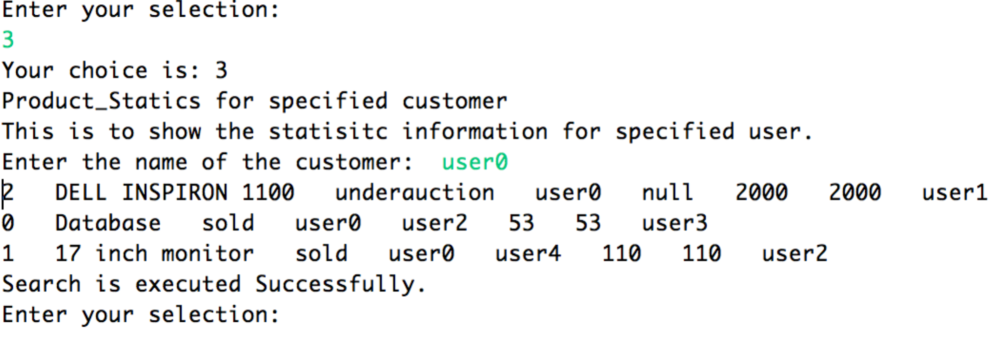 Enter your selection:
3
Your choice is: 3
Product_Statics for specified customer
This is to show the statisitc information for specified user.
Enter the name of the customer:  user0
2   DELL INSPIRON 1100   underauction   user0   null   2000   2000   user1
0   Database   sold   user0   user2   53   53   user3
1   17 inch monitor   sold   user0   user4   110   110   user2
Search is executed Successfully.
Enter your selection: